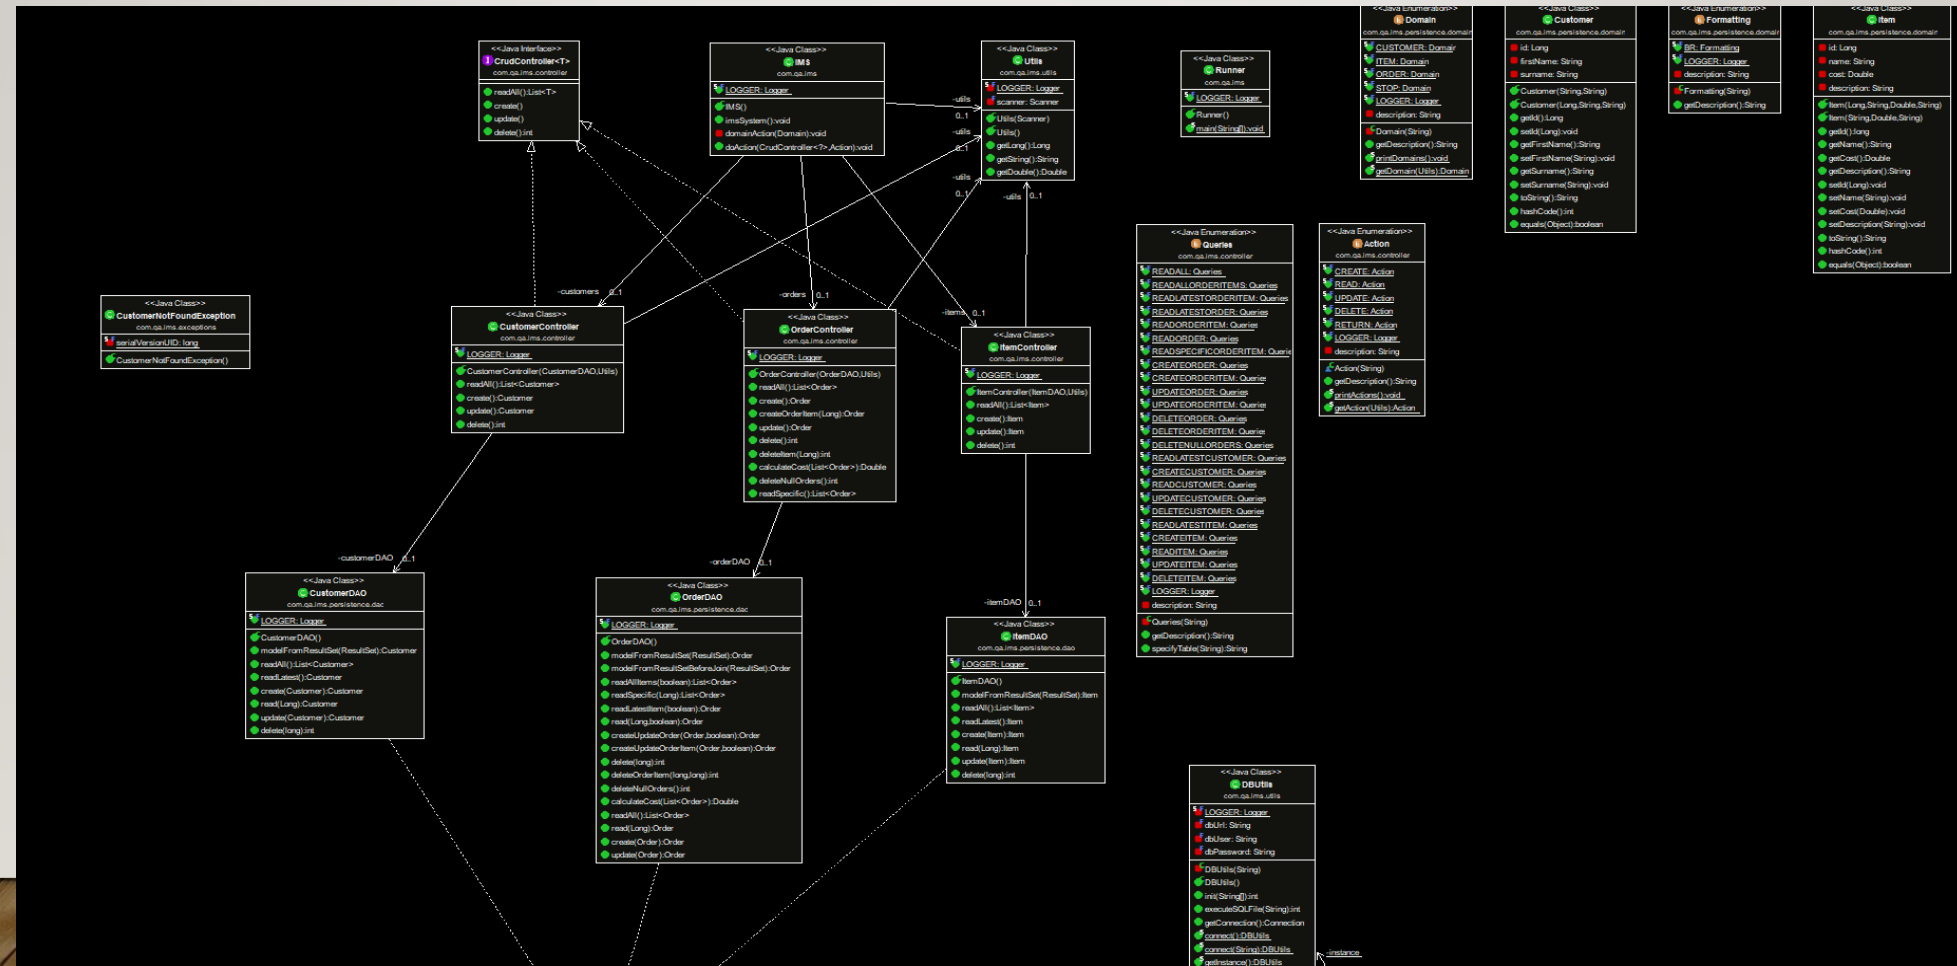 <<Java Interface>>
CrudController<T>
com.qa.ims.controller
readAll():List<T>
create()
update()
delete():int
<<Java Class>>
IMS
com.qa.ims
LOGGER: Logger
IMS()
imsSystem():void
domainAction(Domain):void
doAction(CrudController<?>,Action):void
<<Java Class>>
Utils
com.qa.ims.utils
LOGGER: Logger
scanner: Scanner
Utils(Scanner)
Utils()
getLong():Long
getString():String
getDouble():Double
-utils
0..1
-utils
0..1
-utils
0..1
-utils 0..1
<<Java Class>>
Runner
com.qa.ims
LOGGER: Logger
Runner()
main(String[]):void
<<Java Enumeration>>
Domain
com.qa.ims.persistence.domain
CUSTOMER: Domain
ITEM: Domain
ORDER: Domain
STOP: Domain
LOGGER: Logger
description: String
Domain(String)
getDescription():String
printDomains():void
getDomain(Utils):Domain
<<Java Class>>
Customer
com.qa.ims.persistence.domain
id: Long
firstName: String
surname: String
Customer(String,String)
Customer(Long,String,String)
getId():Long
setId(Long):void
getFirstName():String
setFirstName(String):void
getSurname():String
setSurname(String):void
toString():String
hashCode():int
equals(Object):boolean
<<Java Enumeration>>
Formatting
com.qa.ims.persistence.domain
BR: Formatting
LOGGER: Logger
description: String
Formatting(String)
getDescription():String
<<Java Class>>
Item
com.qa.ims.persistence.domain
id: Long
name: String
cost: Double
description: String
Item(Long,String,Double,String)
Item(String,Double,String)
getId():long
getName():String
getCost():Double
getDescription():String
setId(Long):void
setName(String):void
setCost(Double):void
setDescription(String):void
toString():String
hashCode():int
equals(Object):boolean
<<Java Enumeration>>
Queries
com.qa.ims.controller
READALL: Queries
READALLORDERITEMS: Queries
READLATESTORDERITEM: Queries
READLATESTORDER: Queries
READORDERITEM: Queries
READORDER: Queries
READSPECIFICORDERITEM: Querie
CREATEORDER: Queries
CREATEORDERITEM: Querie
UPDATEORDER: Queries
UPDATEORDERITEM: Querie
DELETEORDER: Queries
DELETEORDERITEM: Querie
DELETENULLORDERS: Queries
READLATESTCUSTOMER: Queries
CREATECUSTOMER: Queries
READCUSTOMER: Queries
UPDATECUSTOMER: Queries
DELETECUSTOMER: Queries
READLATESTITEM: Queries
CREATEITEM: Queries
READITEM: Queries
UPDATEITEM: Queries
DELETEITEM: Queries
LOGGER: Logger
description: String
Queries(String)
getDescription():String
specifyTable(String):String
<<Java Enumeration>>
Action
com.qa.ims.controller
CREATE: Action
READ: Action
UPDATE: Action
DELETE: Action
RETURN: Action
LOGGER: Logger
description: String
Action(String)
getDescription():String
printActions():void
getAction(Utils):Action
<<Java Class>>
CustomerNotFoundException
com.qa.ims.exceptions
serialVersionUID: long
CustomerNotFoundException()
-customers 0..1
<<Java Class>>
CustomerController
com.qa.ims.controller
LOGGER: Logger
CustomerController(CustomerDAO,Utils)
readAll():List<Customer>
create():Customer
update():Customer
delete():int
-orders 0..1
<<Java Class>>
OrderController
com.qa.ims.controller
LOGGER: Logger
OrderController(OrderDAO,Utils)
readAll():List<Order>
create():Order
createOrderItem(Long):Order
update():Order
delete():int
deleteItem(Long):int
calculateCost(List<Order>):Double
deleteNullOrders():int
readSpecific():List<Order>
-items 0..1
<<Java Class>>
ItemController
com.qa.ims.controller
LOGGER: Logger
ItemController(ItemDAO,Utils)
readAll():List<Item>
create():Item
update():Item
delete():int
-customerDAO 0..1
<<Java Class>>
CustomerDAO
com.qa.ims.persistence.dao
LOGGER: Logger
CustomerDAO()
modelFromResultSet(ResultSet):Customer
readAll():List<Customer>
readLatest():Customer
create(Customer):Customer
read(Long):Customer
update(Customer):Customer
delete(long):int
-orderDAO 0..1
<<Java Class>>
OrderDAO
com.qa.ims.persistence.dao
LOGGER: Logger
OrderDAO()
modelFromResultSet(ResultSet):Order
modelFromResultSetBeforeJoin(ResultSet):Order
readAllItems(boolean):List<Order>
readSpecific(Long):List<Order>
readLatestItem(boolean):Order
read(Long,boolean):Order
createUpdateOrder(Order,boolean):Order
createUpdateOrderItem(Order,boolean):Order
delete(long):int
deleteOrderItem(long,long):int
deleteNullOrders():int
calculateCost(List<Order>):Double
readAll():List<Order>
read(Long):Order
create(Order):Order
update(Order):Order
-itemDAO 0..1
<<Java Class>>
ItemDAO
com.qa.ims.persistence.dao
LOGGER: Logger
ItemDAO()
modelFromResultSet(ResultSet):Item
readAll():List<Item>
readLatest():Item
create(Item):Item
read(Long):Item
update(Item):Item
delete(long):int
<<Java Class>>
DBUtils
com.qa.ims.utils
LOGGER: Logger
dbUrl: String
dbUser: String
dbPassword: String
DBUtils(String)
DBUtils()
init(String[]):int
executeSQLFile(String):int
getConnection():Connection
connect():DBUtils
connect(String):DBUtils
getInstance():DBUtils
-instance